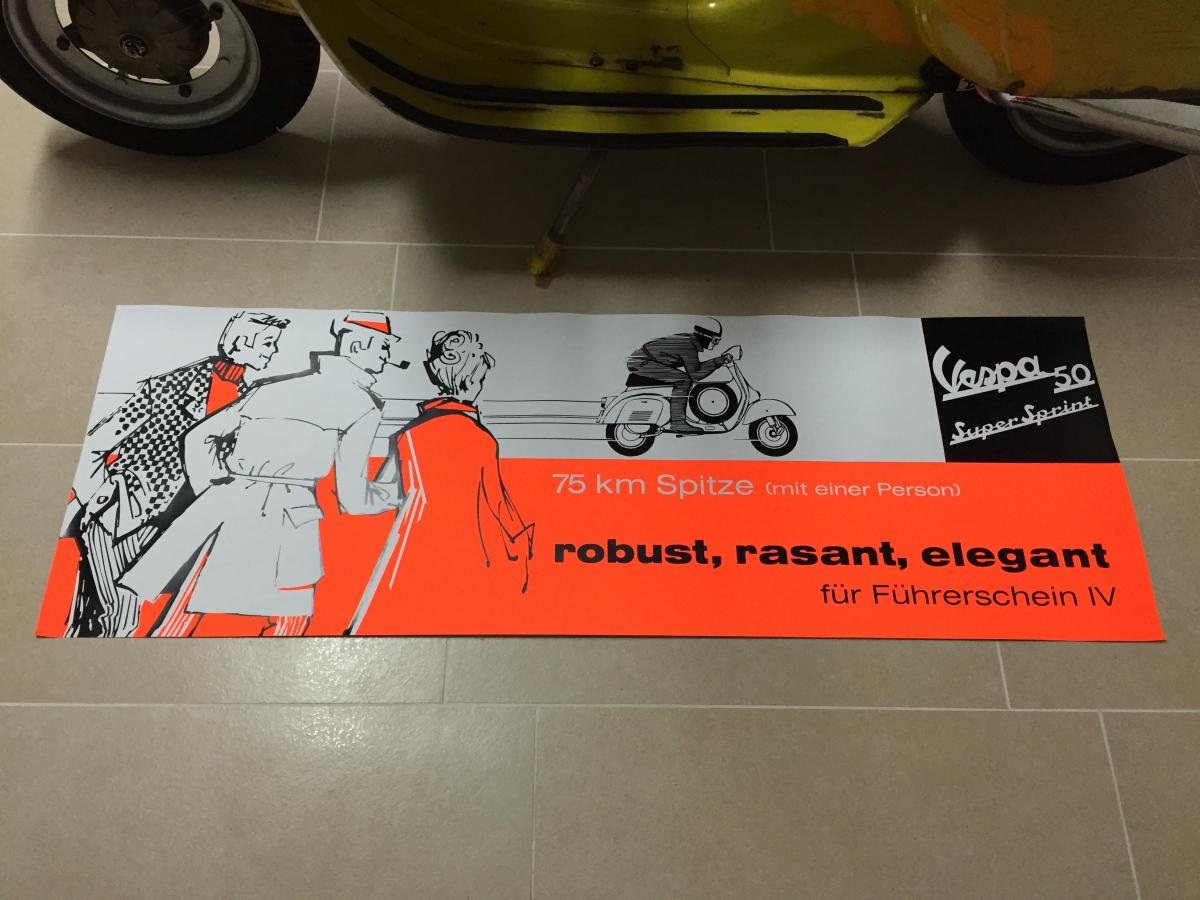 Vespa 50
Super Sprint
75 km Spitze (mit einer Person)
robust, rasant, elegant
für Führerschein IV